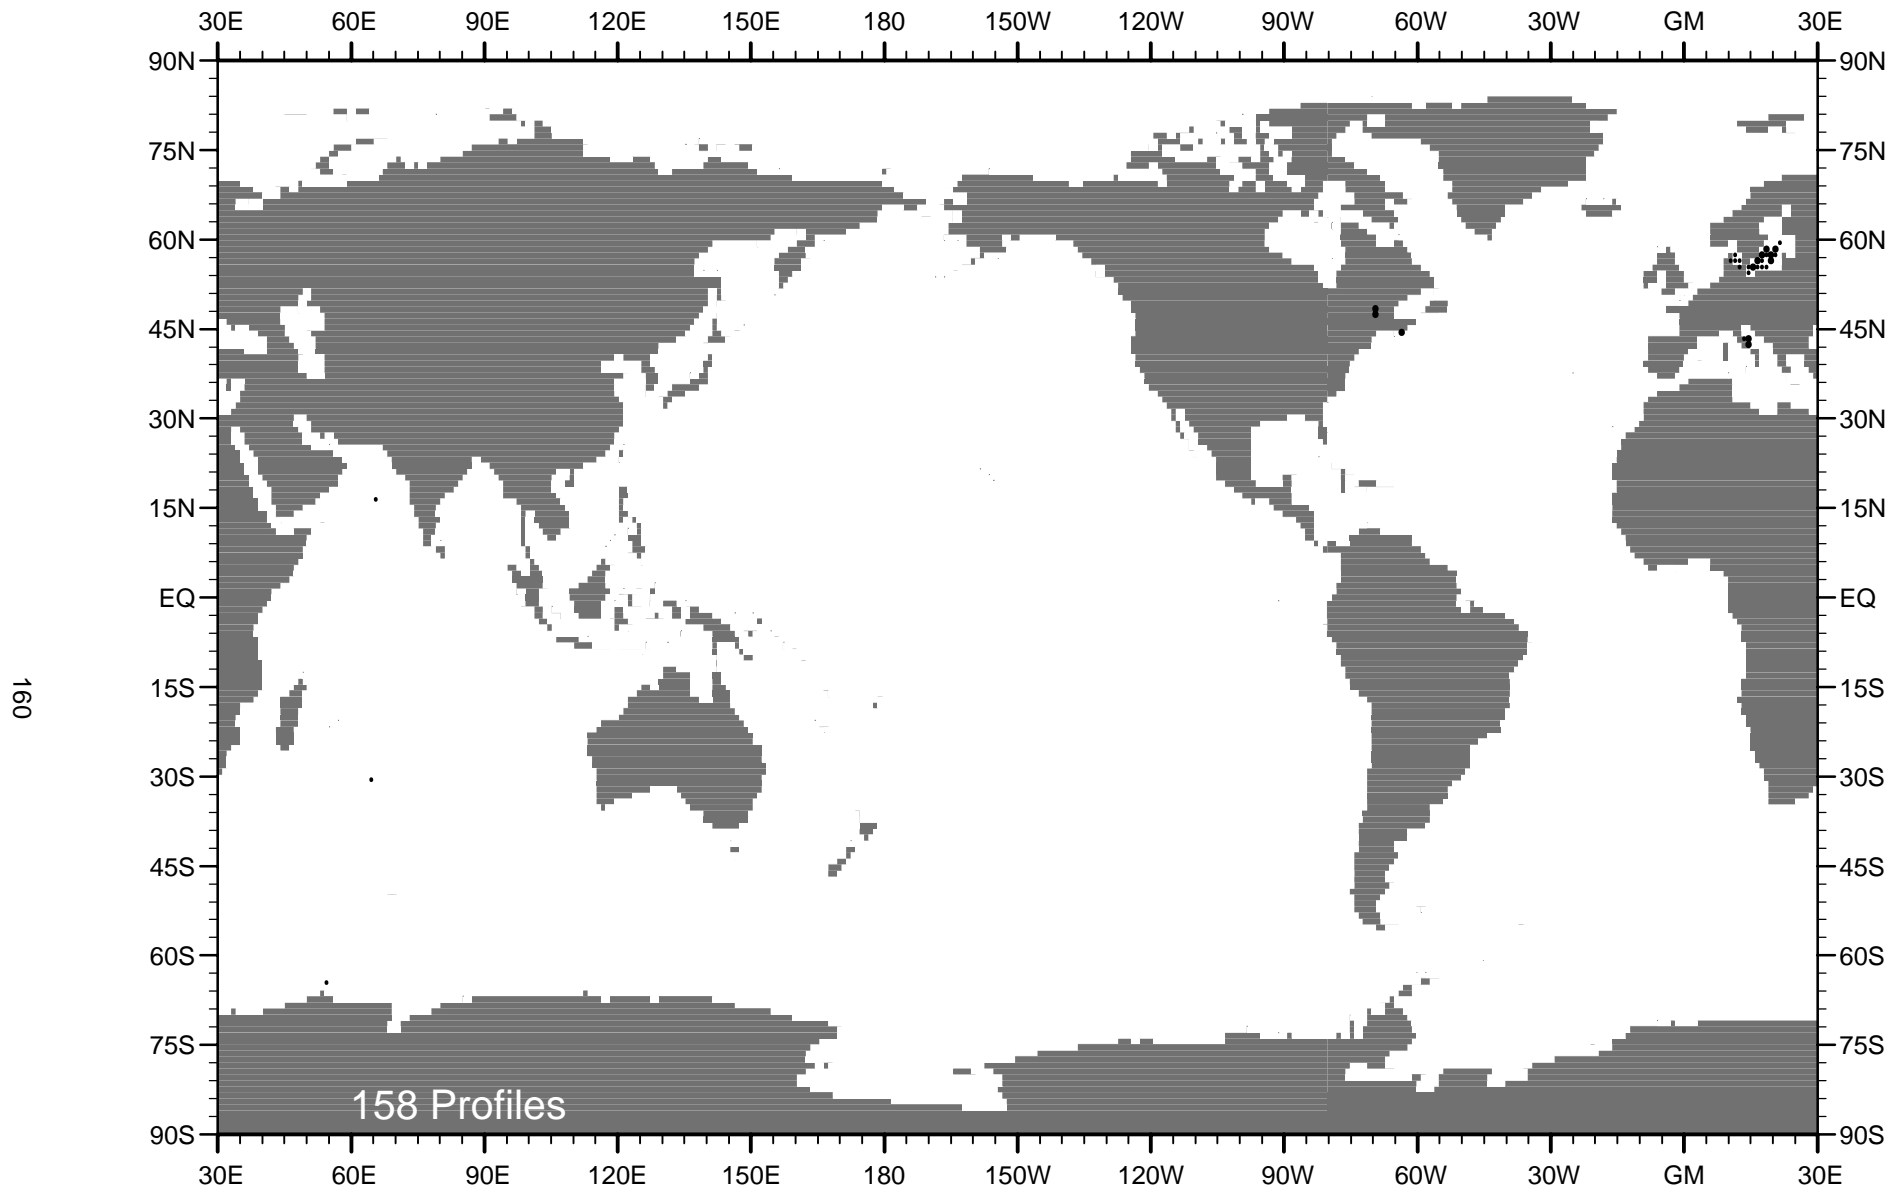 30E 60E 90E 120E 150E 180 150W 120W 90W 60W 30W GM 30E
90N 90N
75N 75N
60N 60N
45N 45N
30N 30N
15N 15N
EQ EQ
15S 15S
160
30S 30S
45S 45S
60S 60S
75S 75S
158 Profiles
90S 90S
30E 60E 90E 120E 150E 180 150W 120W 90W 60W 30W GM 30E